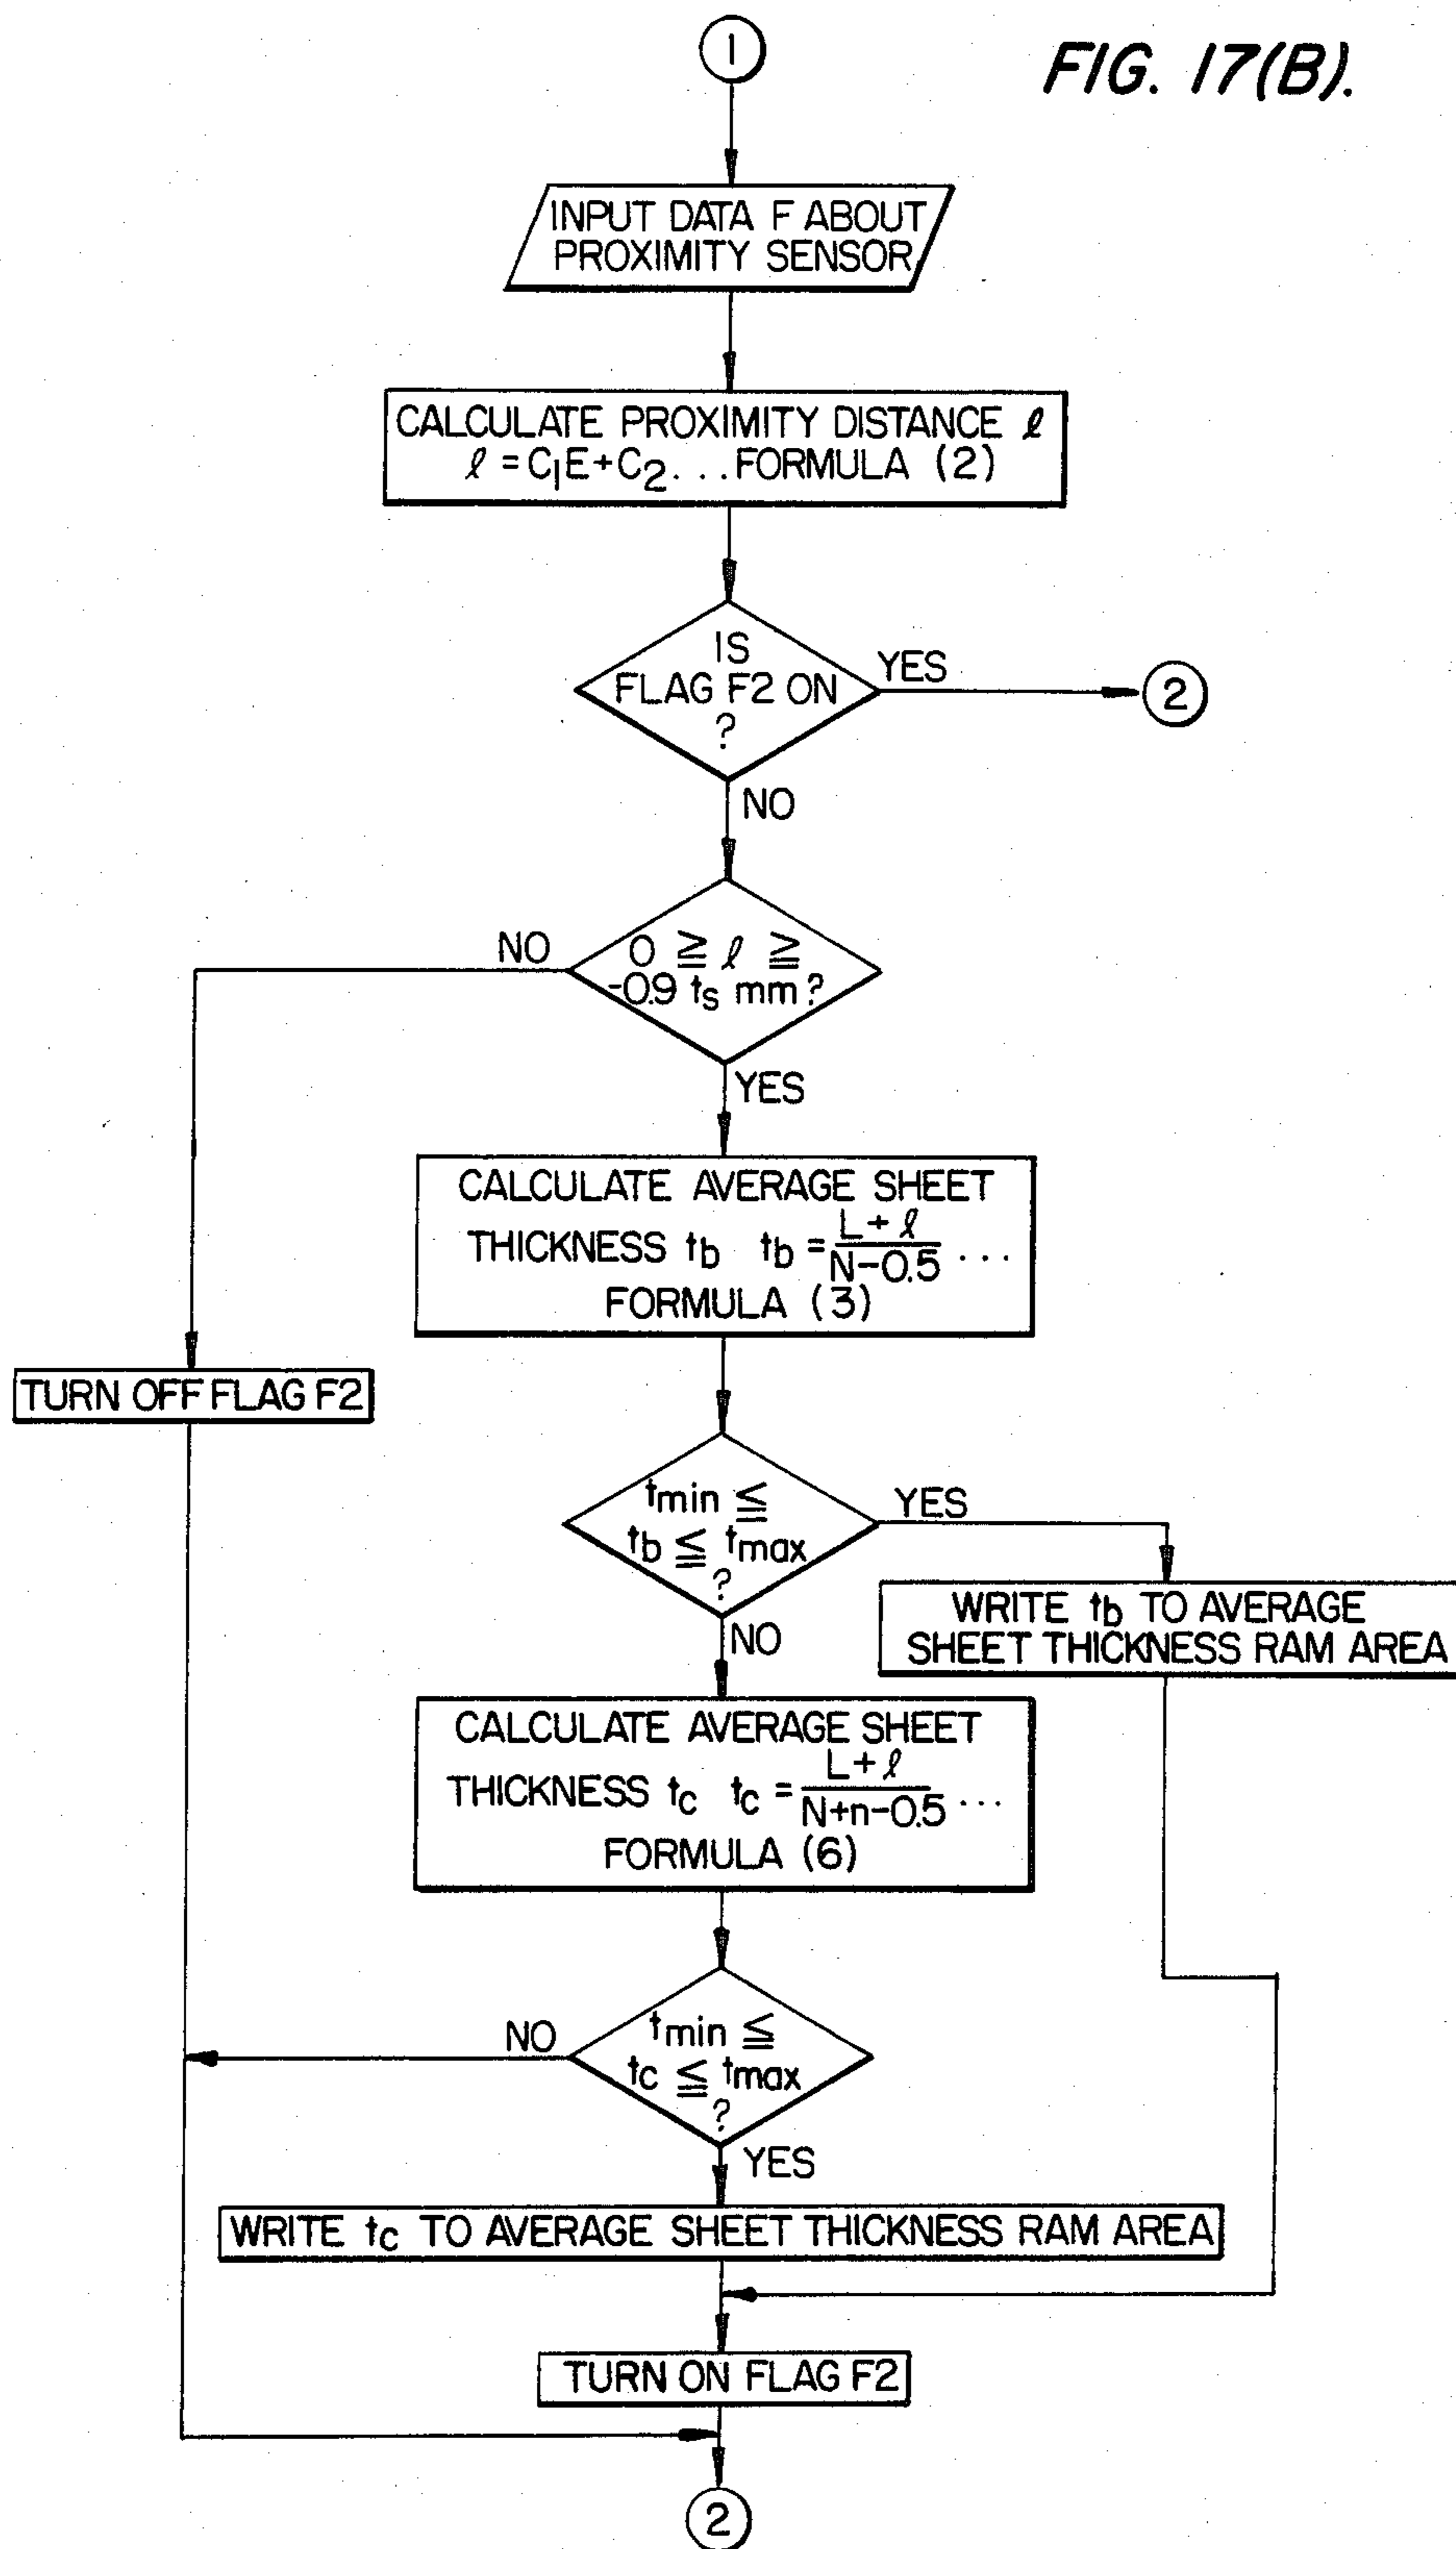 1
FIG. 17(B).
INPUT DATA F ABOUT
PROXIMITY SENSOR
CALCULATE PROXIMITY DISTANCE ℓ
ℓ = C₁E+C₂...FORMULA (2)
IS
FLAG F2 ON
?
YES
2
NO
0 ≧ ℓ ≧
-0.9 ts mm?
NO
YES
CALCULATE AVERAGE SHEET
THICKNESS tb tb = L+ℓ / N-0.5 ...
FORMULA (3)
TURN OFF FLAG F2
tmin ≦
tb ≦ tmax
?
YES
NO
WRITE tb TO AVERAGE
SHEET THICKNESS RAM AREA
CALCULATE AVERAGE SHEET
THICKNESS tc tc = L+ℓ / N+n-0.5 ...
FORMULA (6)
NO
tmin ≦
tc ≦ tmax
?
YES
WRITE tc TO AVERAGE SHEET THICKNESS RAM AREA
TURN ON FLAG F2
2